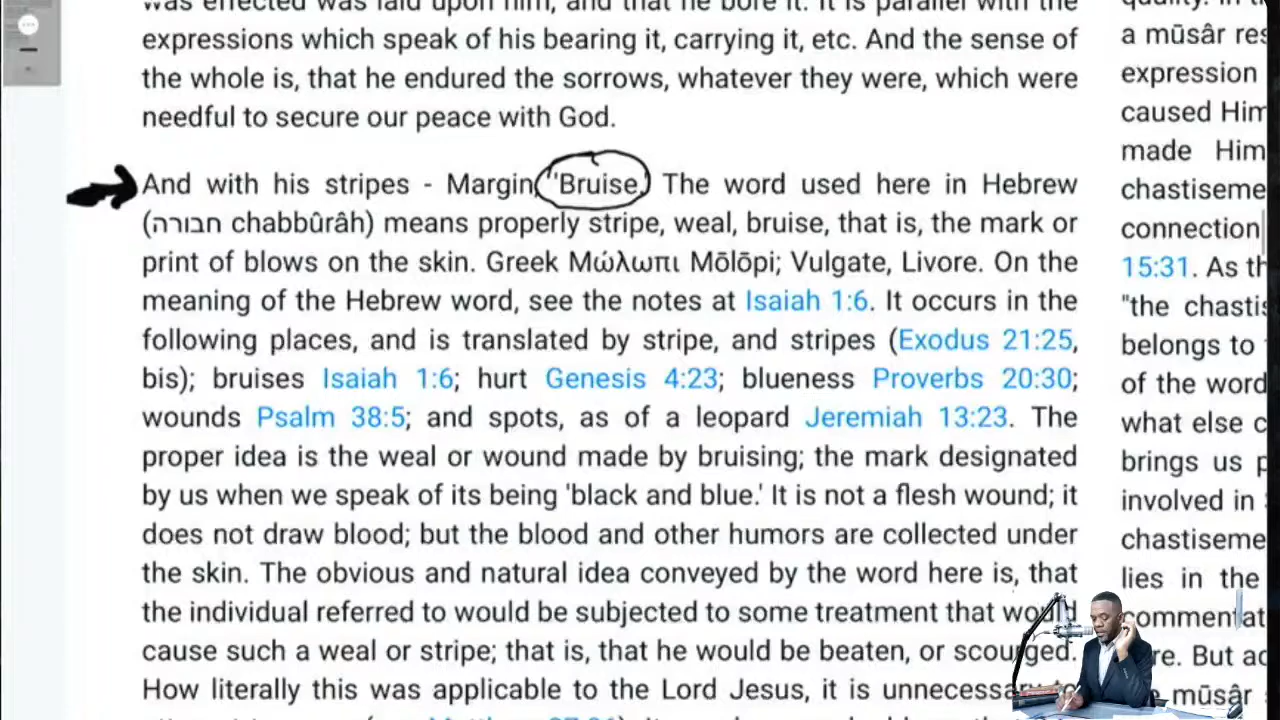 was effected was laid upon him, and that he bore it. It is parallel with the
expressions which speak of his bearing it, carrying it, etc. And the sense of
the whole is, that he endured the sorrows, whatever they were, which were
needful to secure our peace with God.
And with his stripes - Margin, 'Bruise.' The word used here in Hebrew
(חבורה chabbûrâh) means properly stripe, weal, bruise, that is, the mark or
print of blows on the skin. Greek Μώλωπι Mōlōpi; Vulgate, Livore. On the
meaning of the Hebrew word, see the notes at Isaiah 1:6. It occurs in the
following places, and is translated by stripe, and stripes (Exodus 21:25,
bis); bruises Isaiah 1:6; hurt Genesis 4:23; blueness Proverbs 20:30;
wounds Psalm 38:5; and spots, as of a leopard Jeremiah 13:23. The
proper idea is the weal or wound made by bruising; the mark designated
by us when we speak of its being 'black and blue.' It is not a flesh wound; it
does not draw blood; but the blood and other humors are collected under
the skin. The obvious and natural idea conveyed by the word here is, that
the individual referred to would be subjected to some treatment that would
cause such a weal or stripe; that is, that he would be beaten, or scourged.
How literally this was applicable to the Lord Jesus, it is unnecessary to
a mūsâr
expression
caused Him
made Him
connection
15:31. As
"the
belongs to
of the word
what else
brings us
involved in
lies in the
But
mūsâr